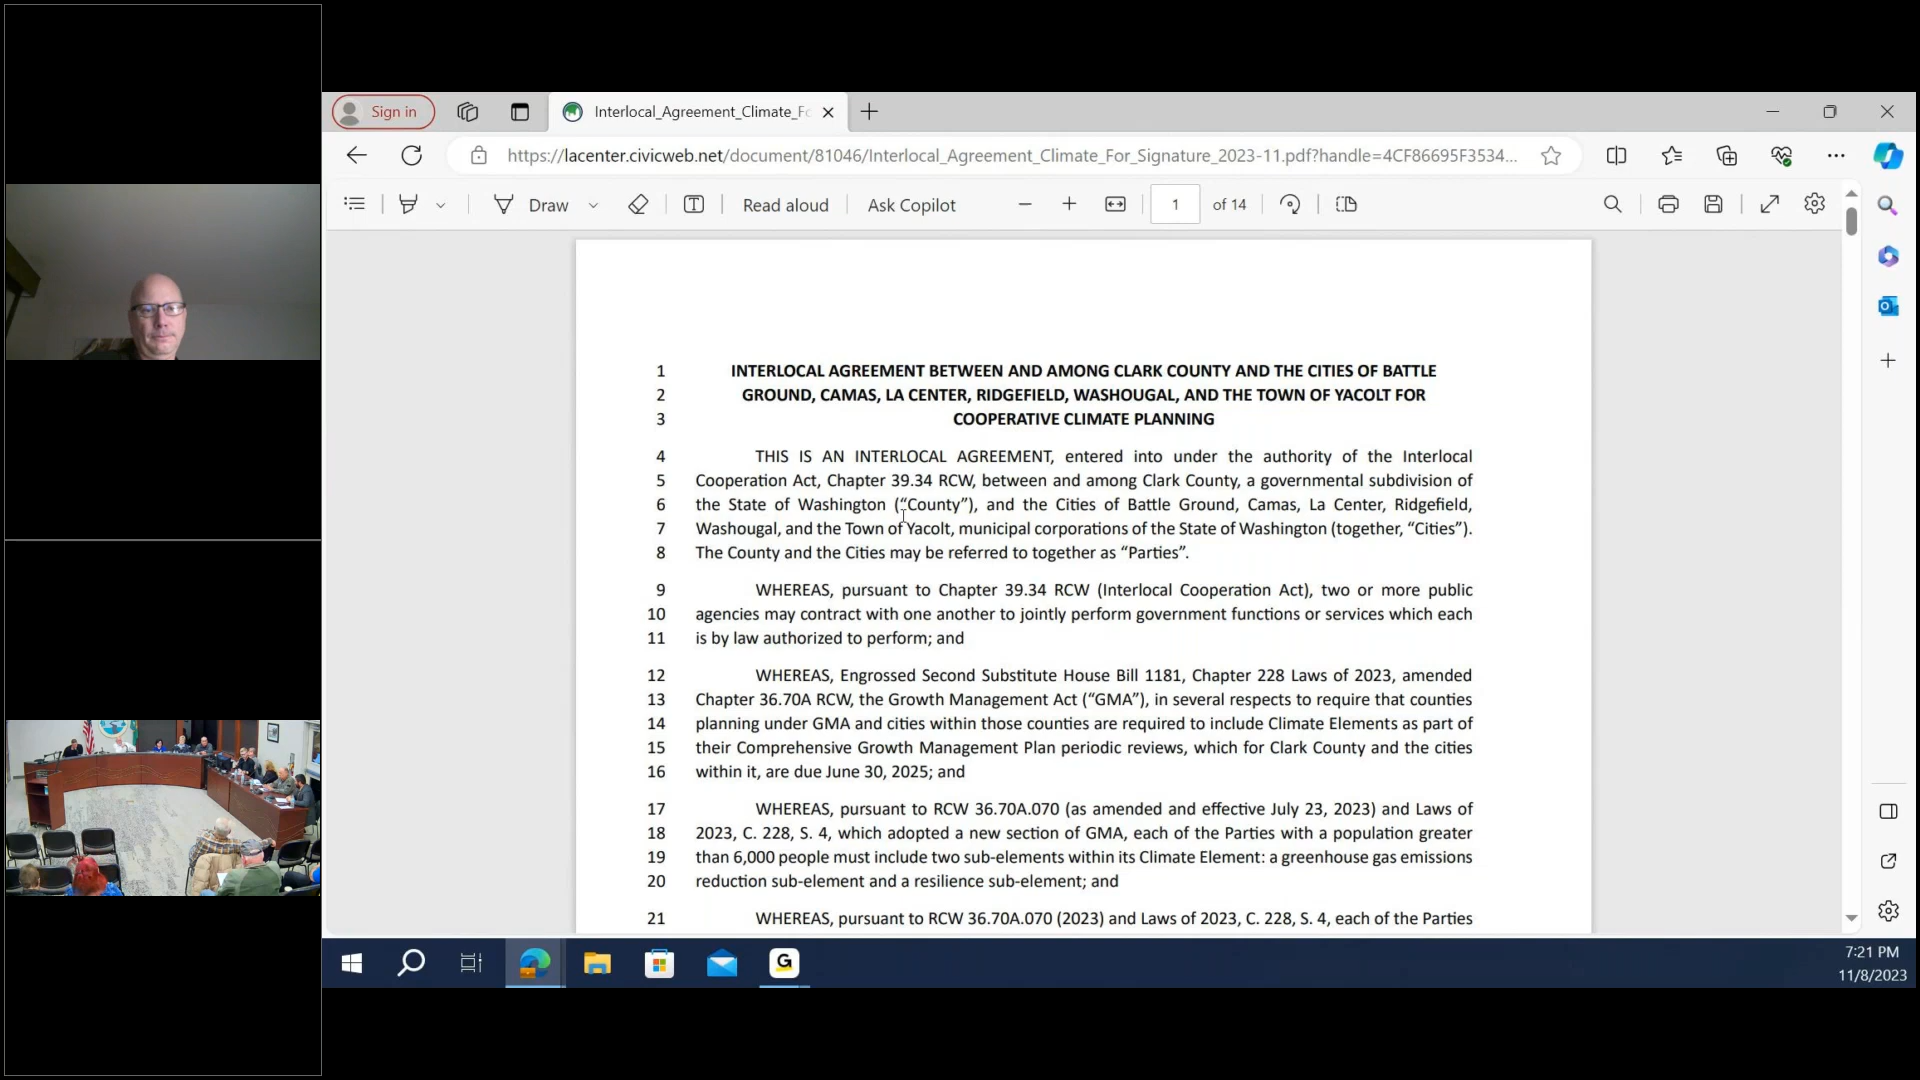 Sign in
Interlocal_Agreement_Climate_Fo
https://lacenter.civicweb.net/document/81046/Interlocal_Agreement_Climate_For_Signature_2023-11.pdf?handle=4CF86695F3534...
Draw
Read aloud
Ask Copilot
1 of 14
1 INTERLOCAL AGREEMENT BETWEEN AND AMONG CLARK COUNTY AND THE CITIES OF BATTLE
2 GROUND, CAMAS, LA CENTER, RIDGEFIELD, WASHOUGAL, AND THE TOWN OF YACOLT FOR
3 COOPERATIVE CLIMATE PLANNING
4 THIS IS AN INTERLOCAL AGREEMENT, entered into under the authority of the Interlocal
5 Cooperation Act, Chapter 39.34 RCW, between and among Clark County, a governmental subdivision of
6 the State of Washington (“County”), and the Cities of Battle Ground, Camas, La Center, Ridgefield,
7 Washougal, and the Town of Yacolt, municipal corporations of the State of Washington (together, “Cities”).
8 The County and the Cities may be referred to together as “Parties”.
9 WHEREAS, pursuant to Chapter 39.34 RCW (Interlocal Cooperation Act), two or more public
10 agencies may contract with one another to jointly perform government functions or services which each
11 is by law authorized to perform; and
12 WHEREAS, Engrossed Second Substitute House Bill 1181, Chapter 228 Laws of 2023, amended
13 Chapter 36.70A RCW, the Growth Management Act (“GMA”), in several respects to require that counties
14 planning under GMA and cities within those counties are required to include Climate Elements as part of
15 their Comprehensive Growth Management Plan periodic reviews, which for Clark County and the cities
16 within it, are due June 30, 2025; and
17 WHEREAS, pursuant to RCW 36.70A.070 (as amended and effective July 23, 2023) and Laws of
18 2023, C. 228, S. 4, which adopted a new section of GMA, each of the Parties with a population greater
19 than 6,000 people must include two sub-elements within its Climate Element: a greenhouse gas emissions
20 reduction sub-element and a resilience sub-element; and
21 WHEREAS, pursuant to RCW 36.70A.070 (2023) and Laws of 2023, C. 228, S. 4, each of the Parties
G
7:21 PM
11/8/2023